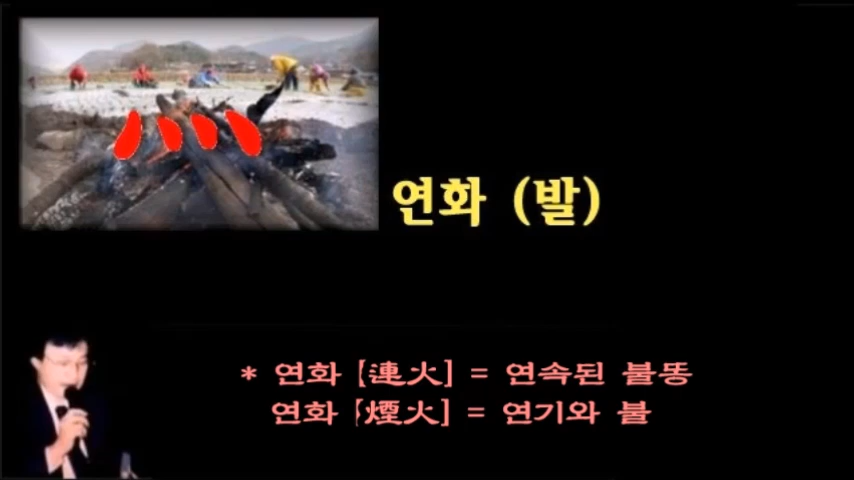 연화 (발)
* 연화 [連火] = 연속된 불똥
연화 [煙火] = 연기와 불